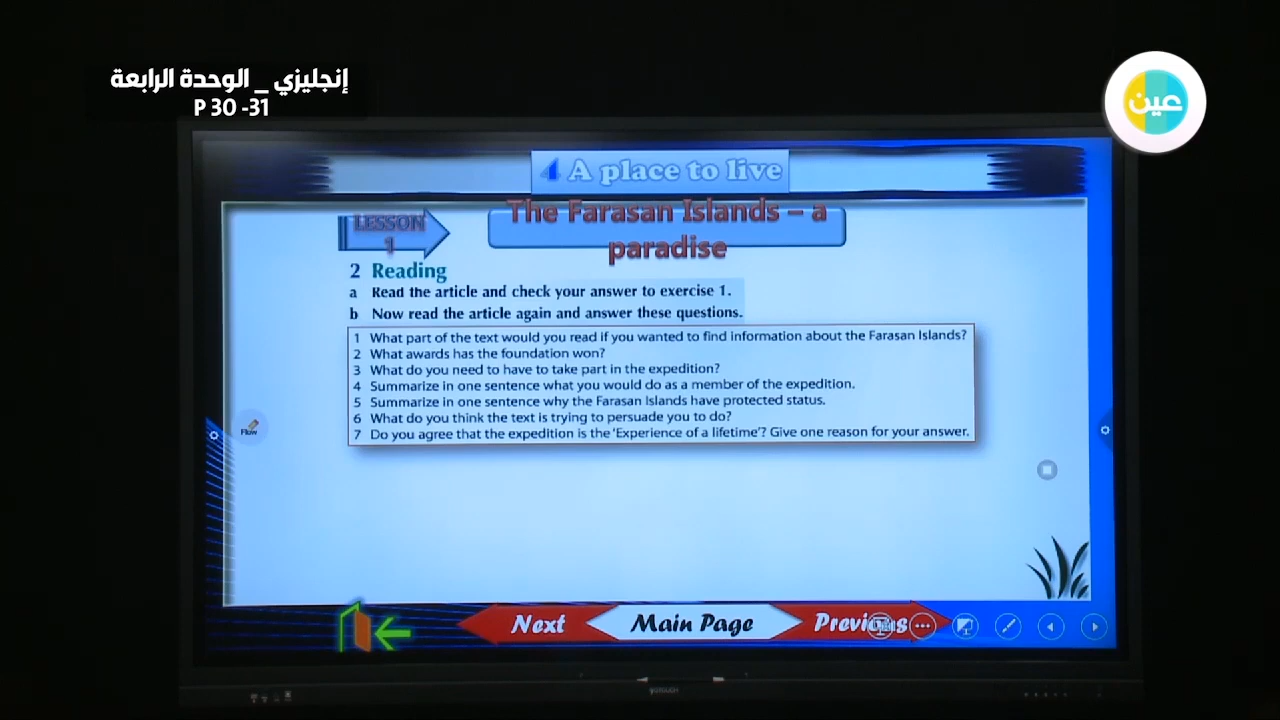 إنجليزي _ الوحدة الرابعة
P 30 -31
عين
4 A place to live
LESSON
1
The Farasan Islands – a
paradise
2 Reading
a Read the article and check your answer to exercise 1.
b Now read the article again and answer these questions.
1 What part of the text would you read if you wanted to find information about the Farasan Islands?
2 What awards has the foundation won?
3 What do you need to have to take part in the expedition?
4 Summarize in one sentence what you would do as a member of the expedition.
5 Summarize in one sentence why the Farasan Islands have protected status.
6 What do you think the text is trying to persuade you to do?
7 Do you agree that the expedition is the ‘Experience of a lifetime’? Give one reason for your answer.
Flow
Next
Main Page
Previous